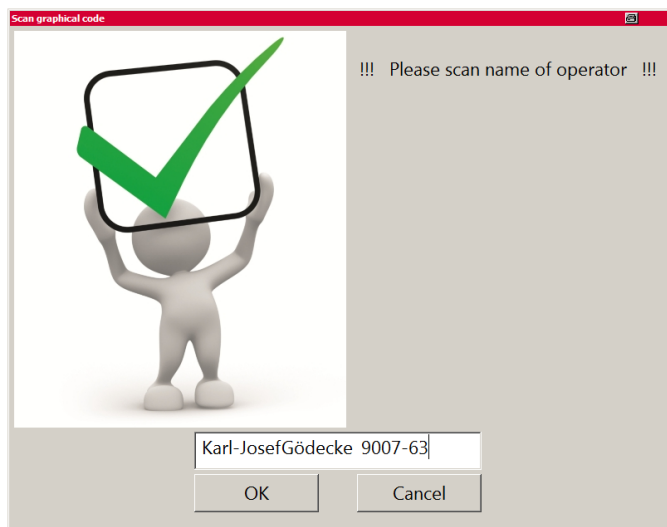 Scan graphical code
!!! Please scan name of operator !!!
Karl-JosefGödecke 9007-63
OK
Cancel